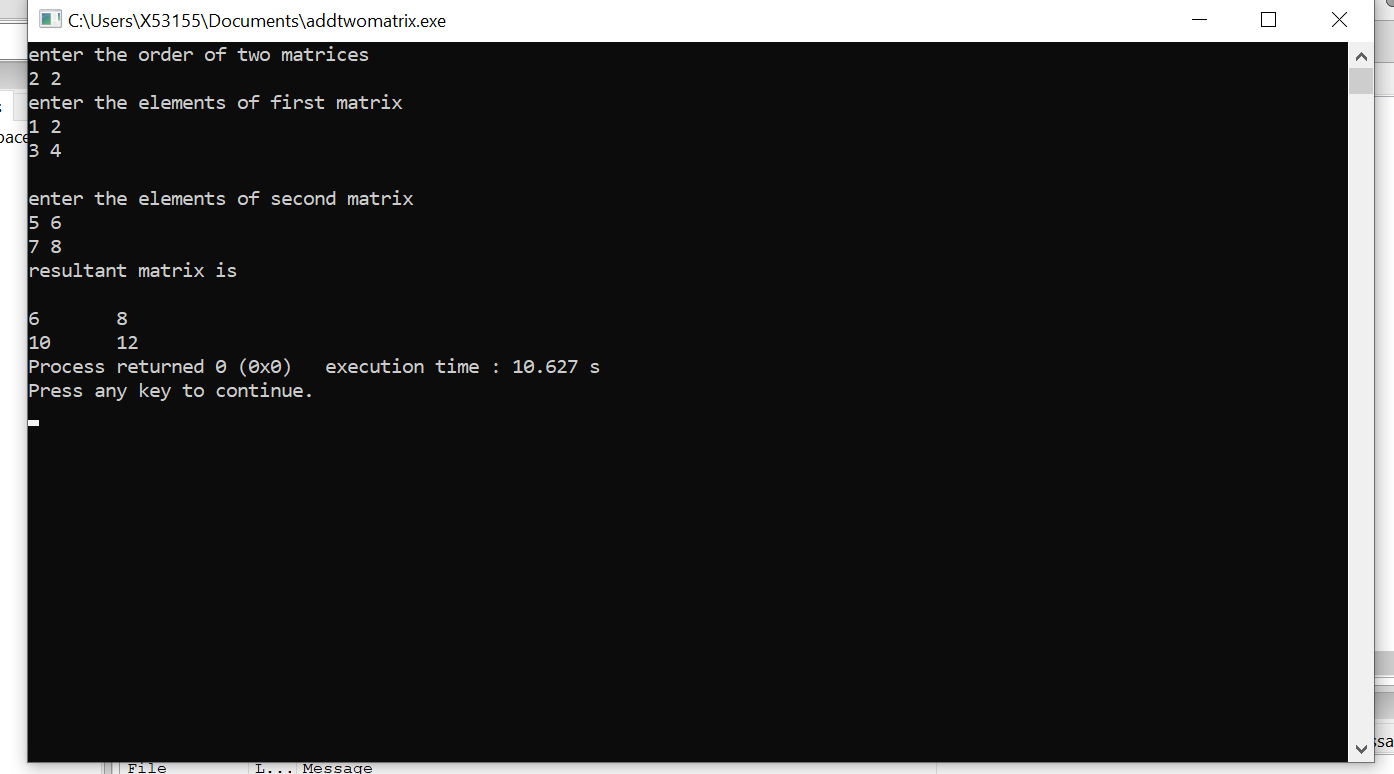 C:\Users\X53155\Documents\addtwomatrix.exe
enter the order of two matrices
2 2
enter the elements of first matrix
1 2
3 4
enter the elements of second matrix
5 6
7 8
resultant matrix is
6 8
10 12
Process returned 0 (0x0) execution time : 10.627 s
Press any key to continue.
File L... Message